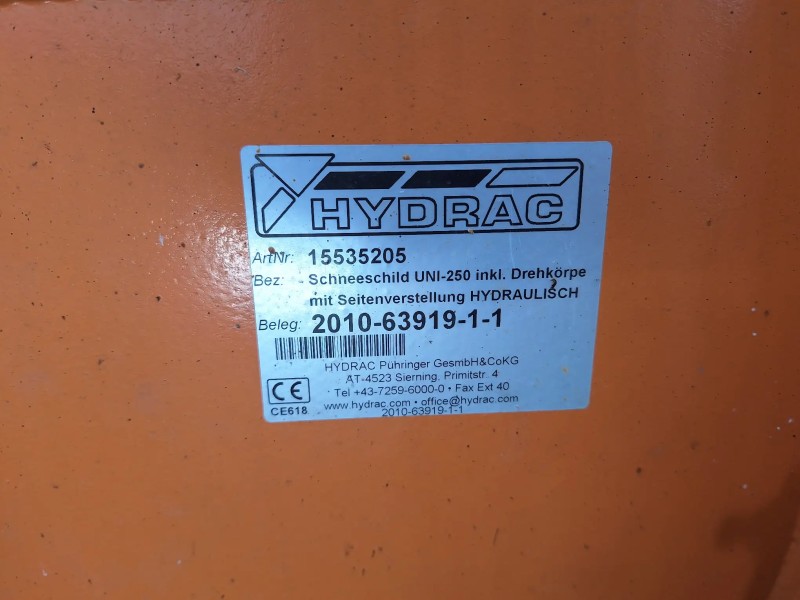 HYDRAC
ArtNr: 15535205
Bez: Schneeschild UNI-250 inkl. Drehkörpe
mit Seitenverstellung HYDRAULISCH
Beleg: 2010-63919-1-1
HYDRAC Pühringer GesmbH&CoKG
AT-4523 Sierning, Primitstr. 4
Tel +43-7259-6000-0 • Fax Ext 40
www.hydrac.com • office@hydrac.com
CE
CE618
2010-63919-1-1